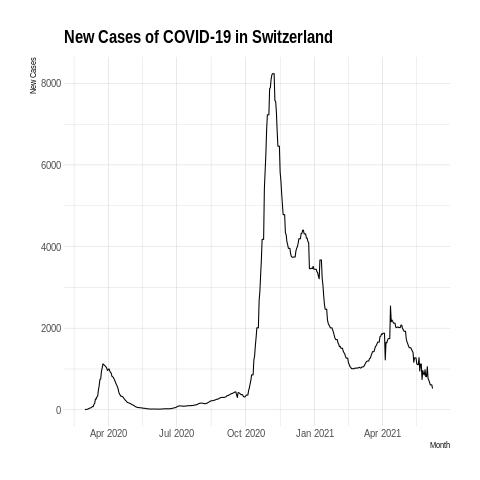 New Cases of COVID-19 in Switzerland
New Cases
8000
6000
4000
2000
0
Apr 2020 Jul 2020 Oct 2020 Jan 2021 Apr 2021
Month